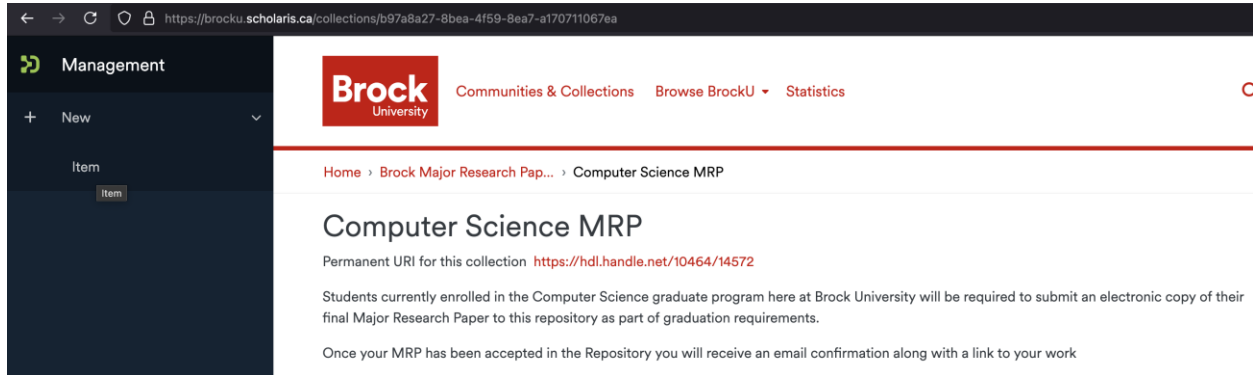 https://brocku.scholaris.ca/collections/b97a8a27-8bea-4f59-8ea7-a170711067ea
Management
New
Item
Item
Brock
University
Communities & Collections Browse BrockU Statistics
Home › Brock Major Research Pap... › Computer Science MRP
Computer Science MRP
Permanent URI for this collection https://hdl.handle.net/10464/14572
Students currently enrolled in the Computer Science graduate program here at Brock University will be required to submit an electronic copy of their
final Major Research Paper to this repository as part of graduation requirements.
Once your MRP has been accepted in the Repository you will receive an email confirmation along with a link to your work